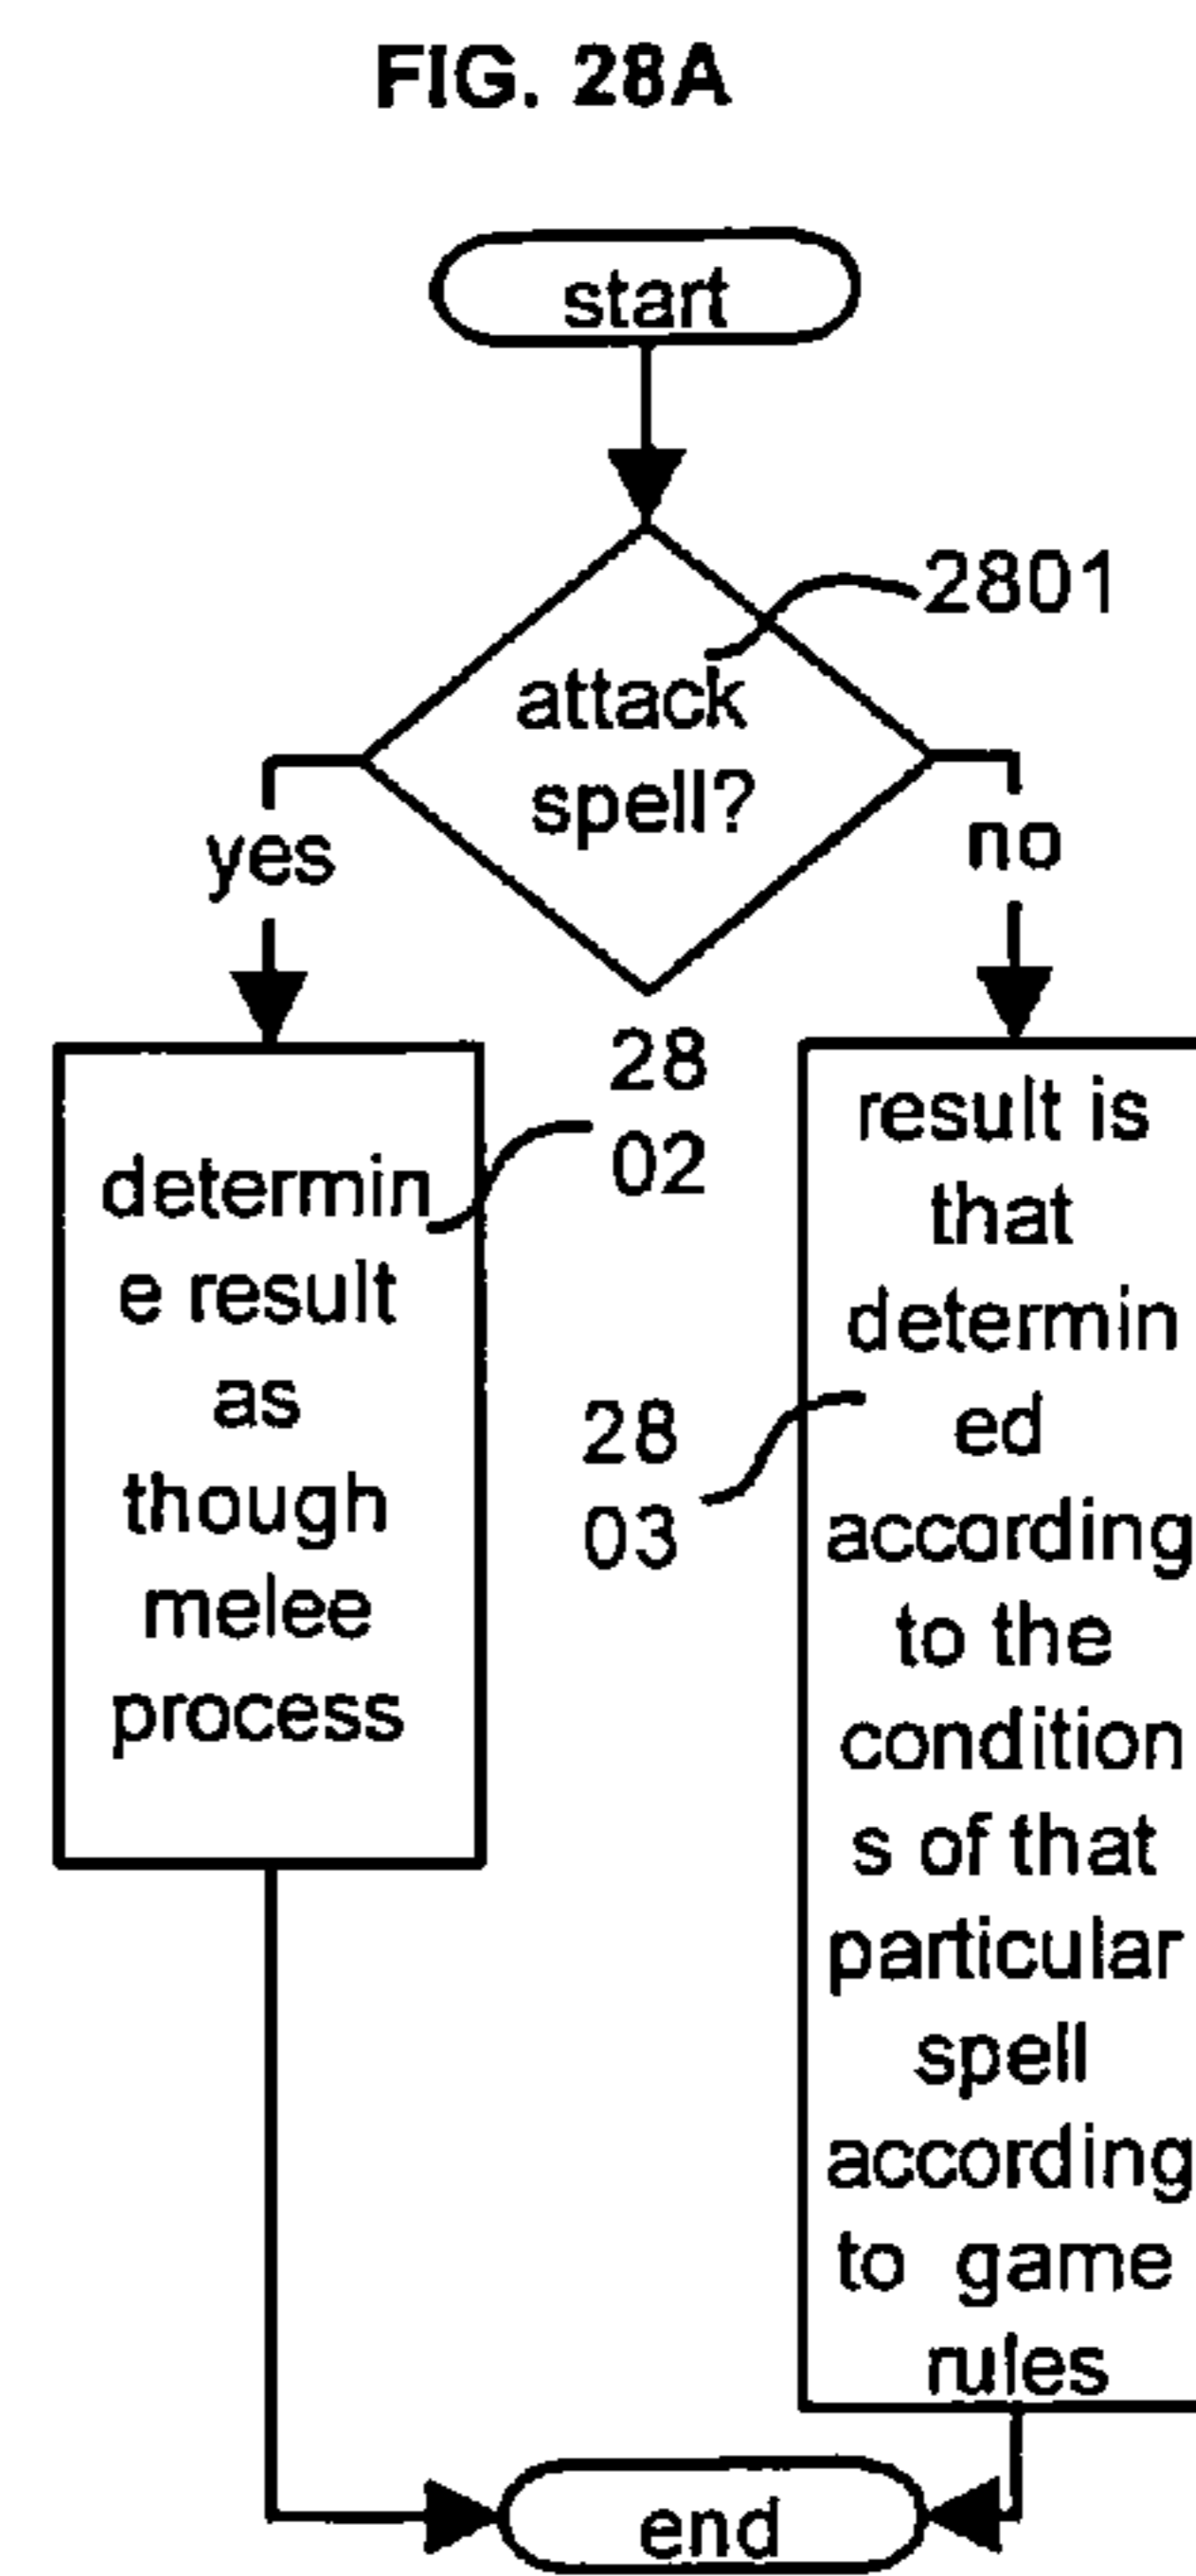 FIG. 28A
start
2801
attack
spell?
yes
no
28
02
determin
e result
as
though
melee
process
28
03
result is
that
determin
ed
according
to the
condition
s of that
particular
spell
according
to game
rules
end